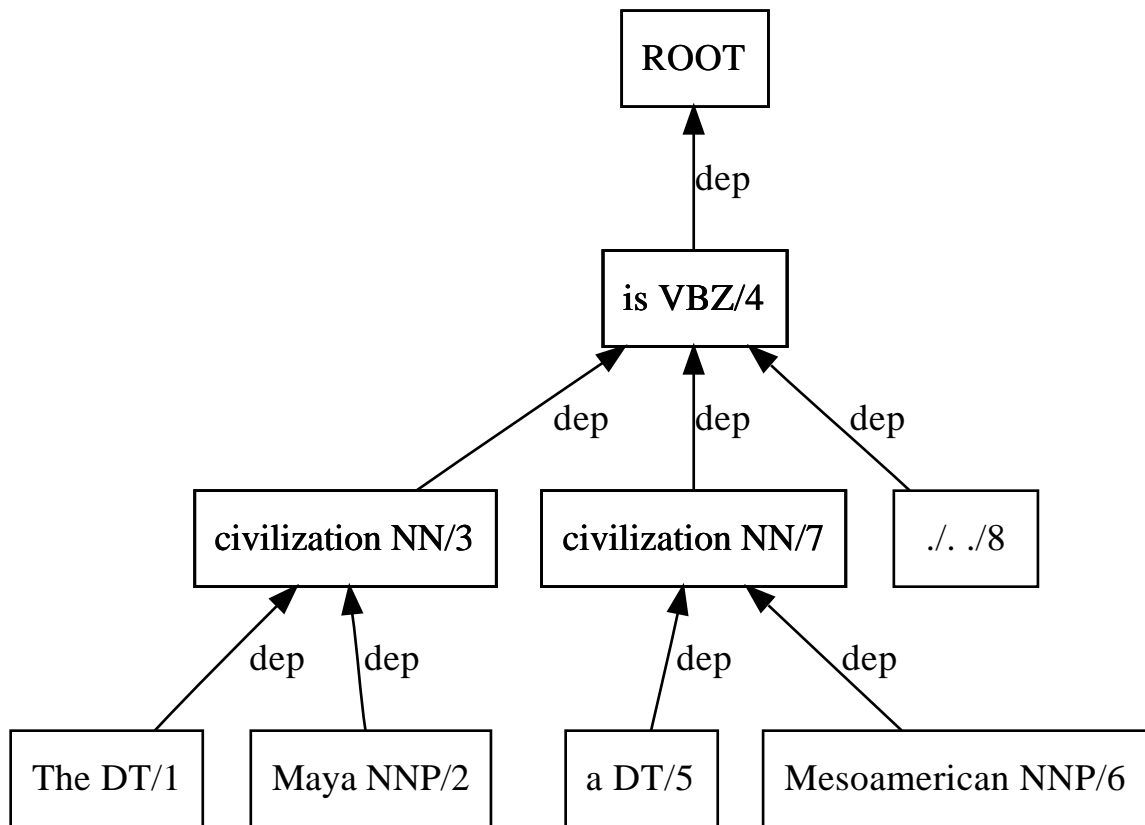 ROOT
dep
is VBZ/4
dep dep dep
civilization NN/3 civilization NN/7 ./. ./8
dep dep dep dep
The DT/1 Maya NNP/2 a DT/5 Mesoamerican NNP/6